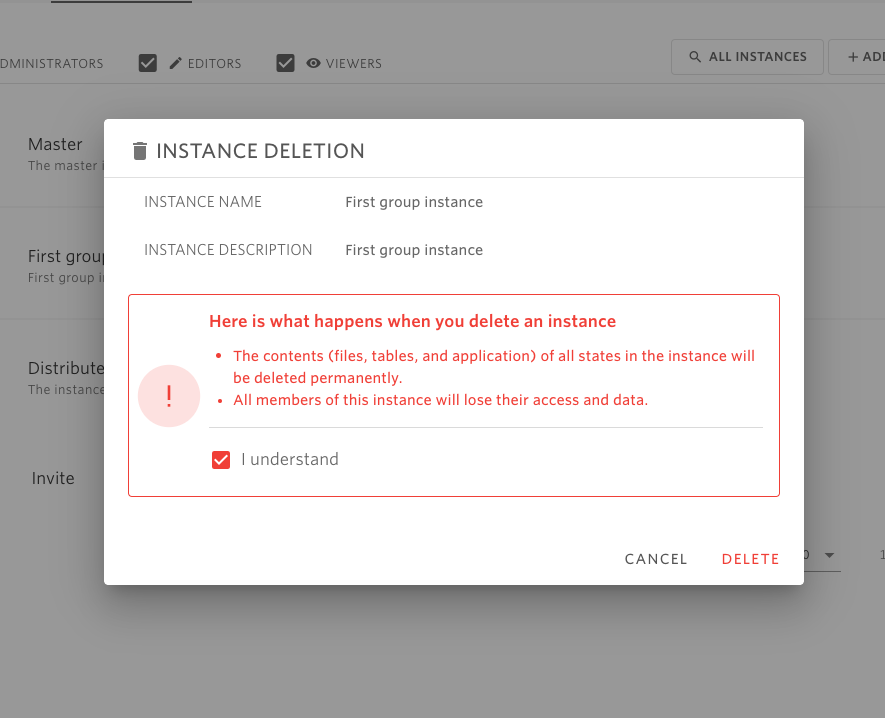 DMINISTRATORS EDITORS VIEWERS ALL INSTANCES + ADD
Master
The master i
INSTANCE DELETION
INSTANCE NAME First group instance
First group
First group in
INSTANCE DESCRIPTION First group instance
Here is what happens when you delete an instance
• The contents (files, tables, and application) of all states in the instance will
be deleted permanently.
• All members of this instance will lose their access and data.
!
Distribute
The instance
I understand
Invite
CANCEL DELETE
0
1